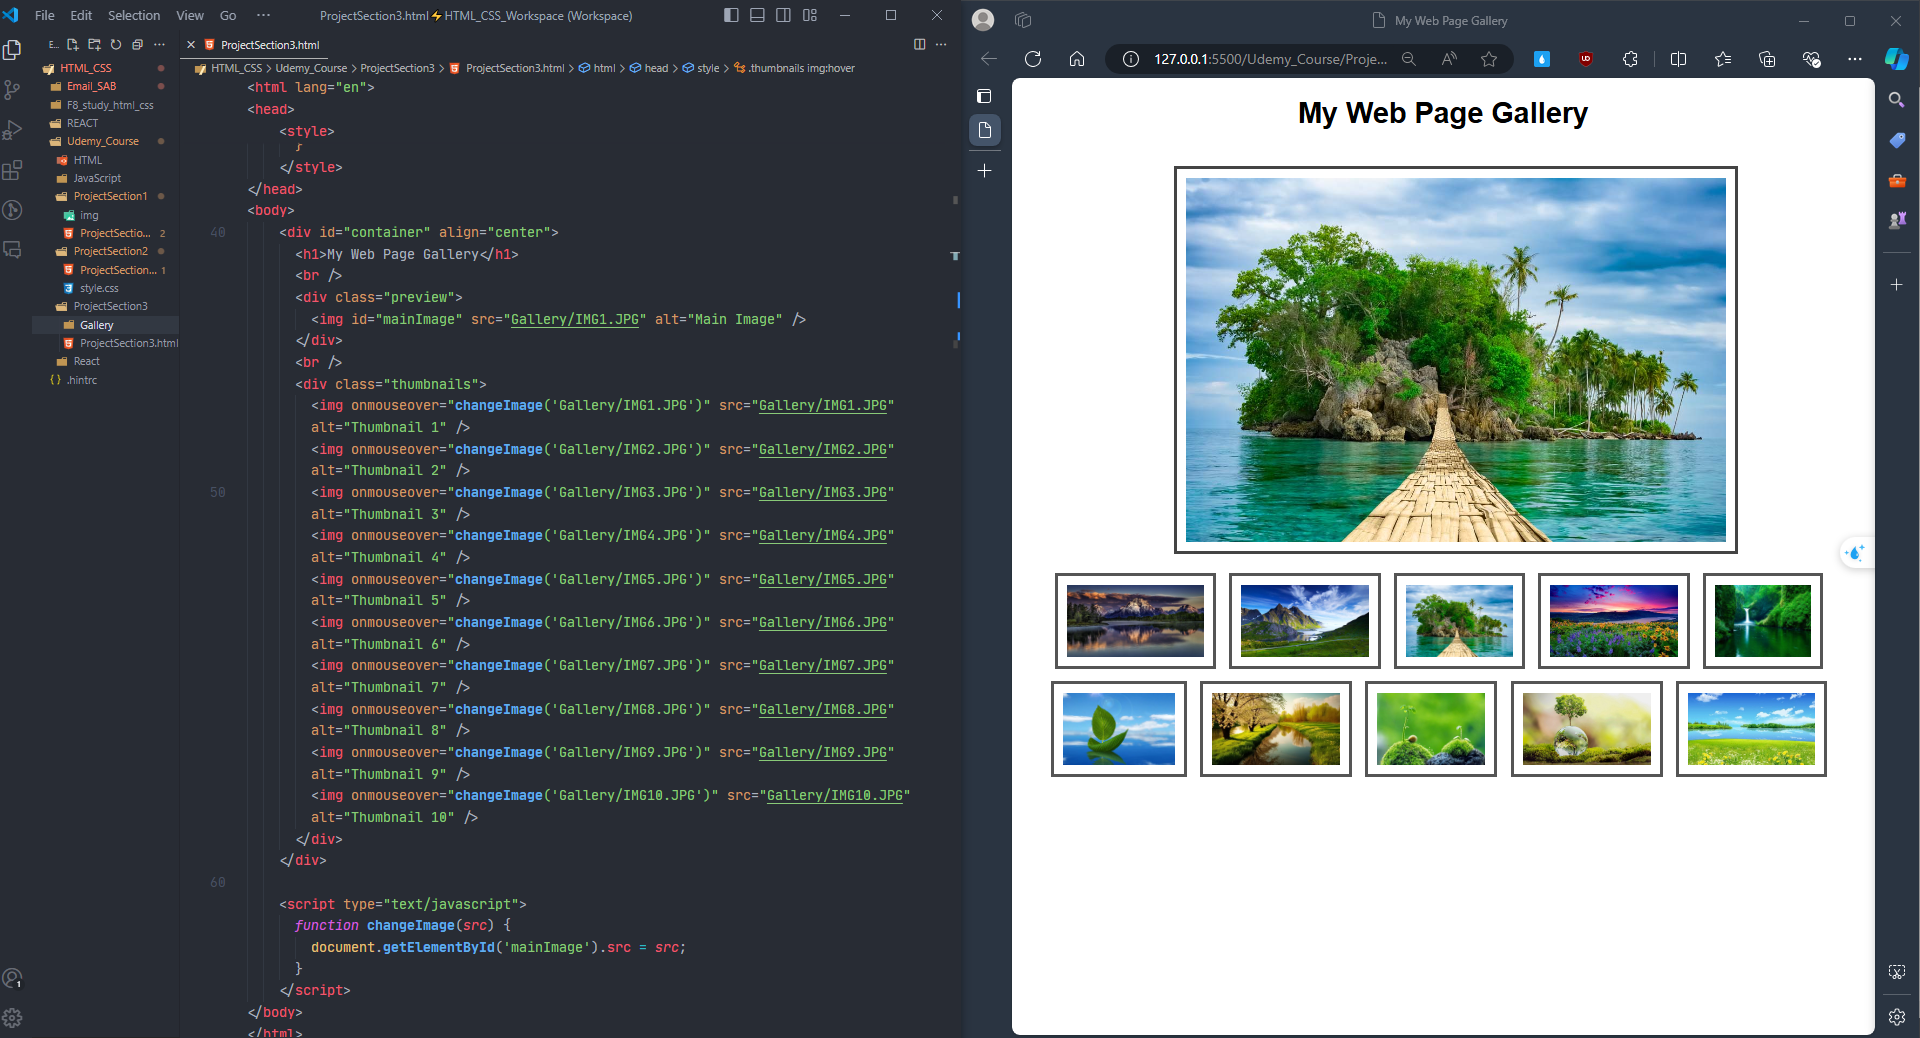 File Edit Selection View Go ··· ProjectSection3.html⚡HTML_CSS_Workspace (Workspace)
E...
HTML_CSS
Email_SAB
F8_study_html_css
REACT
Udemy_Course
HTML
JavaScript
ProjectSection1
img
ProjectSectio... 2
ProjectSection2
ProjectSection... 1
style.css
ProjectSection3
Gallery
ProjectSection3.html
React
.hintrc
1
ProjectSection3.html
HTML_CSS > Udemy_Course > ProjectSection3 > ProjectSection3.html > html > head > style > .thumbnails img:hover
<html lang="en">
<head>
<style>
</style>
</head>
<body>
40 <div id="container" align="center">
<h1>My Web Page Gallery</h1>
<br />
<div class="preview">
<img id="mainImage" src="Gallery/IMG1.JPG" alt="Main Image" />
</div>
<br />
<div class="thumbnails">
<img onmouseover="changeImage('Gallery/IMG1.JPG')" src="Gallery/IMG1.JPG"
alt="Thumbnail 1" />
<img onmouseover="changeImage('Gallery/IMG2.JPG')" src="Gallery/IMG2.JPG"
alt="Thumbnail 2" />
50 <img onmouseover="changeImage('Gallery/IMG3.JPG')" src="Gallery/IMG3.JPG"
alt="Thumbnail 3" />
<img onmouseover="changeImage('Gallery/IMG4.JPG')" src="Gallery/IMG4.JPG"
alt="Thumbnail 4" />
<img onmouseover="changeImage('Gallery/IMG5.JPG')" src="Gallery/IMG5.JPG"
alt="Thumbnail 5" />
<img onmouseover="changeImage('Gallery/IMG6.JPG')" src="Gallery/IMG6.JPG"
alt="Thumbnail 6" />
<img onmouseover="changeImage('Gallery/IMG7.JPG')" src="Gallery/IMG7.JPG"
alt="Thumbnail 7" />
<img onmouseover="changeImage('Gallery/IMG8.JPG')" src="Gallery/IMG8.JPG"
alt="Thumbnail 8" />
<img onmouseover="changeImage('Gallery/IMG9.JPG')" src="Gallery/IMG9.JPG"
alt="Thumbnail 9" />
<img onmouseover="changeImage('Gallery/IMG10.JPG')" src="Gallery/IMG10.JPG"
alt="Thumbnail 10" />
</div>
</div>
60
<script type="text/javascript">
function changeImage(src) {
document.getElementById('mainImage').src = src;
}
</script>
</body>
</html>
My Web Page Gallery
127.0.0.1:5500/Udemy_Course/Proje...
My Web Page Gallery